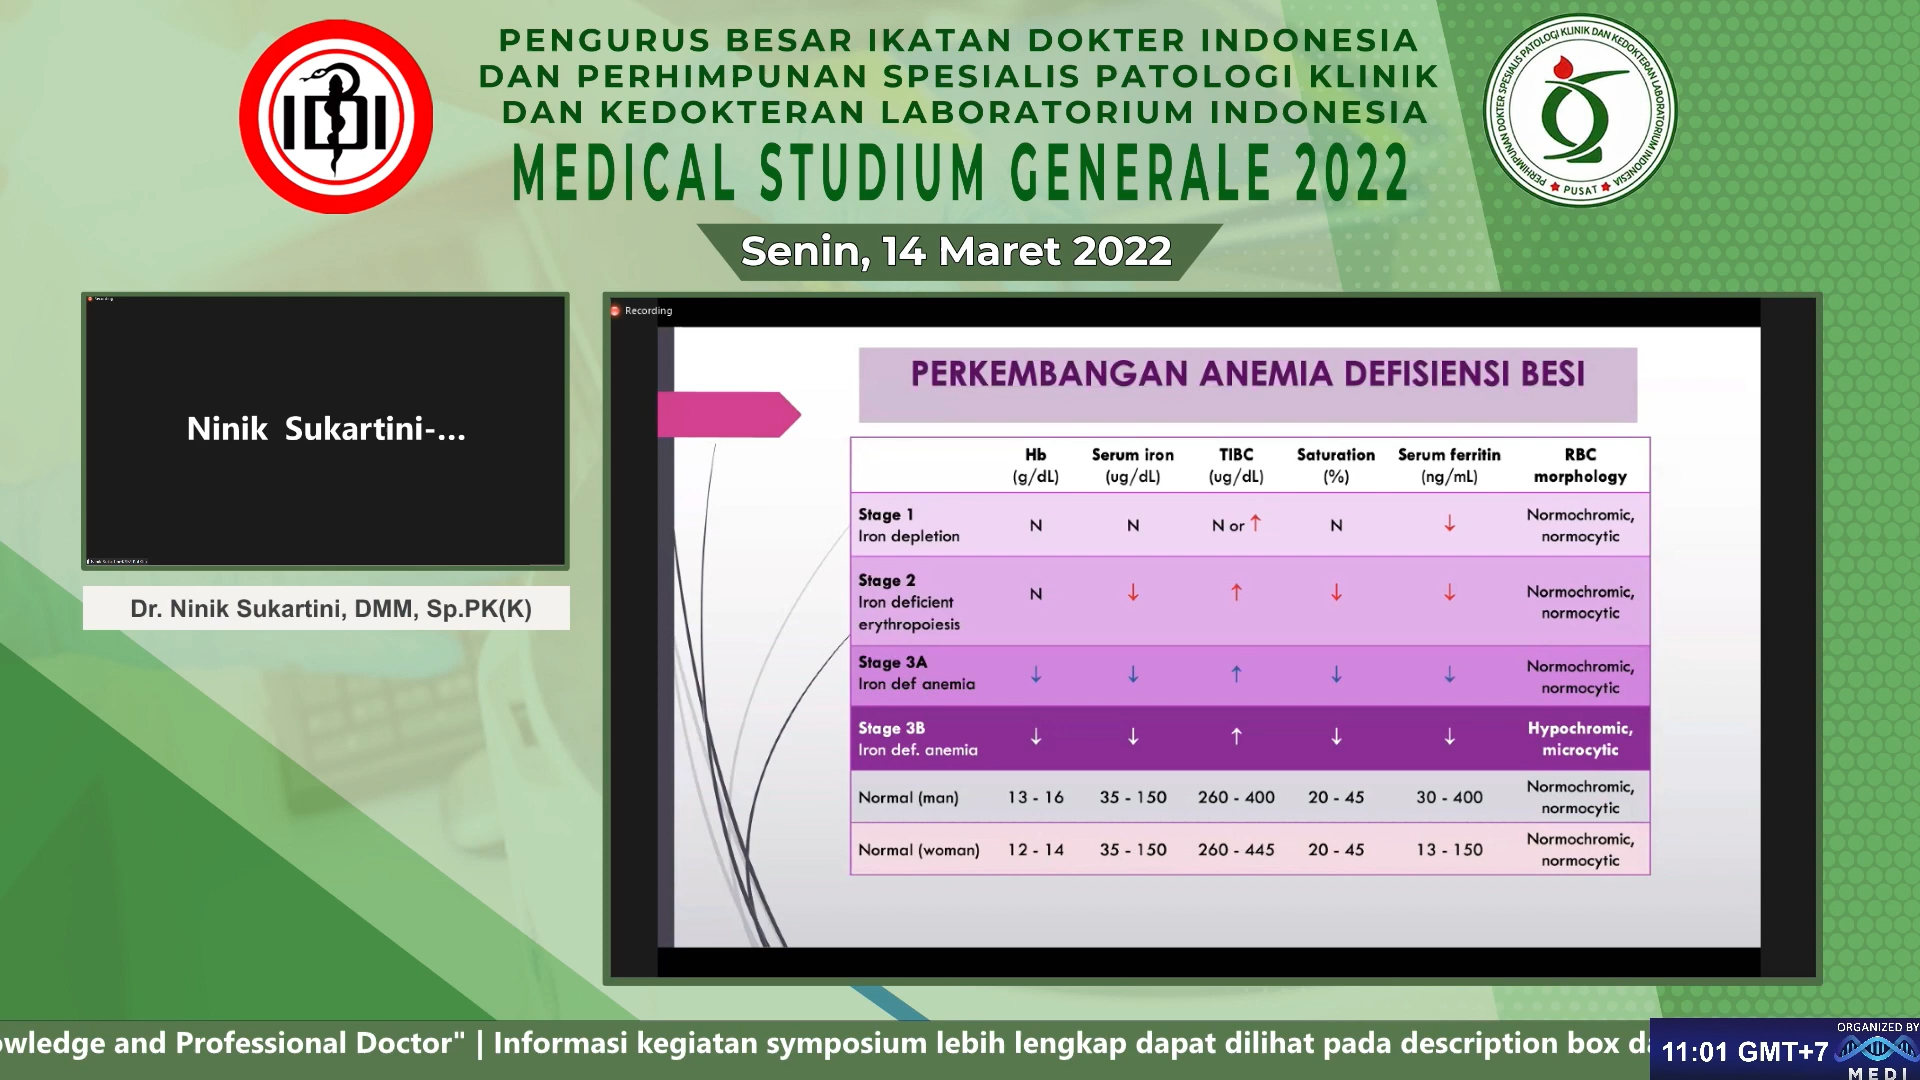 PENGURUS BESAR IKATAN DOKTER INDONESIA
DAN PERHIMPUNAN SPESIALIS PATOLOGI KLINIK
DAN KEDOKTERAN LABORATORIUM INDONESIA
MEDICAL STUDIUM GENERALE 2022
Senin, 14 Maret 2022
IDI
PERHIMPUNAN DOKTER SPESIALIS PATOLOGI KLINIK DAN KEDOKTERAN LABORATORIUM INDONESIA
PUSAT
Recording
Ninik Sukartini-...
Dr. Ninik Sukartini, DMM, Sp.PK(K)
Recording
PERKEMBANGAN ANEMIA DEFISIENSI BESI
Hb Serum iron TIBC Saturation Serum ferritin RBC
(g/dL) (ug/dL) (ug/dL) (%) (ng/mL) morphology
Stage 1
Iron depletion N N N or ↑ N ↓ Normochromic,
normocytic
Stage 2
Iron deficient
erythropoiesis N ↓ ↑ ↓ ↓ Normochromic,
normocytic
Stage 3A
Iron def anemia ↓ ↓ ↑ ↓ ↓ Normochromic,
normocytic
Stage 3B
Iron def. anemia ↓ ↓ ↑ ↓ ↓ Hypochromic,
microcytic
Normal (man) 13 - 16 35 - 150 260 - 400 20 - 45 30 - 400 Normochromic,
normocytic
Normal (woman) 12 - 14 35 - 150 260 - 445 20 - 45 13 - 150 Normochromic,
normocytic
owledge and Professional Doctor" | Informasi kegiatan symposium lebih lengkap dapat dilihat pada description box da
11:01 GMT+7
ORGANIZED BY
MEDI